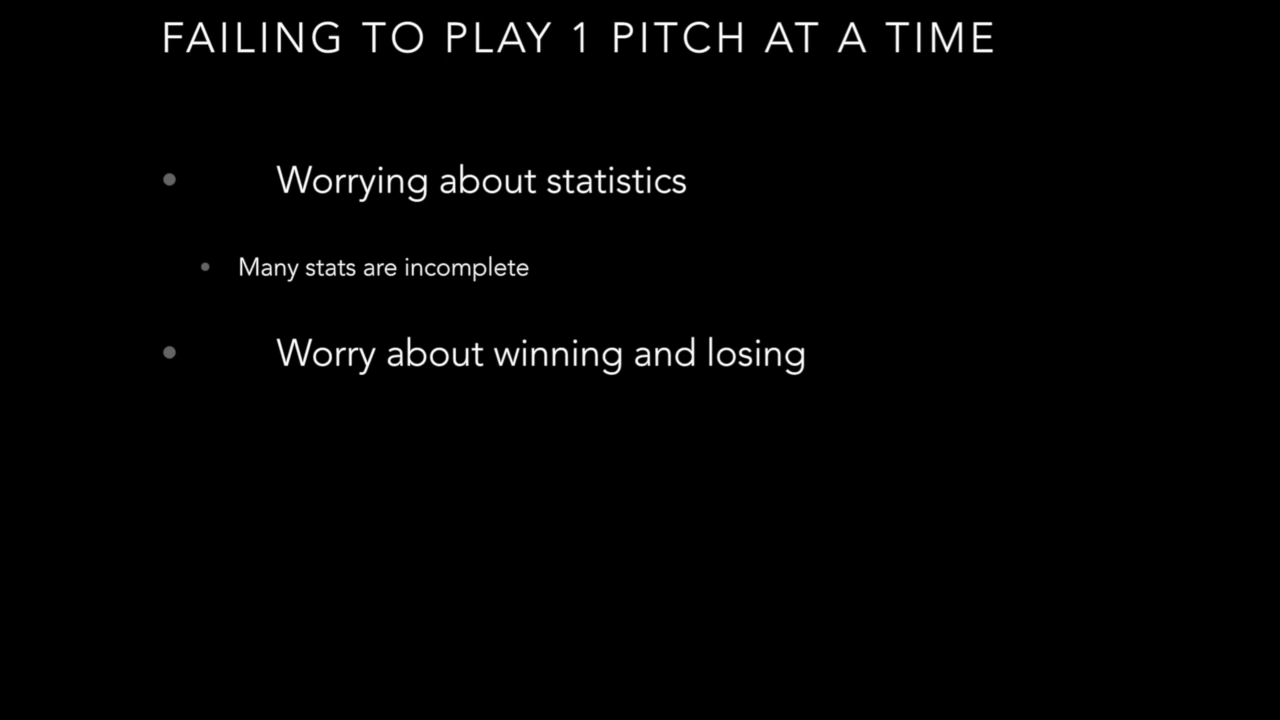 FAILING TO PLAY 1 PITCH AT A TIME
Worrying about statistics
Many stats are incomplete
Worry about winning and losing